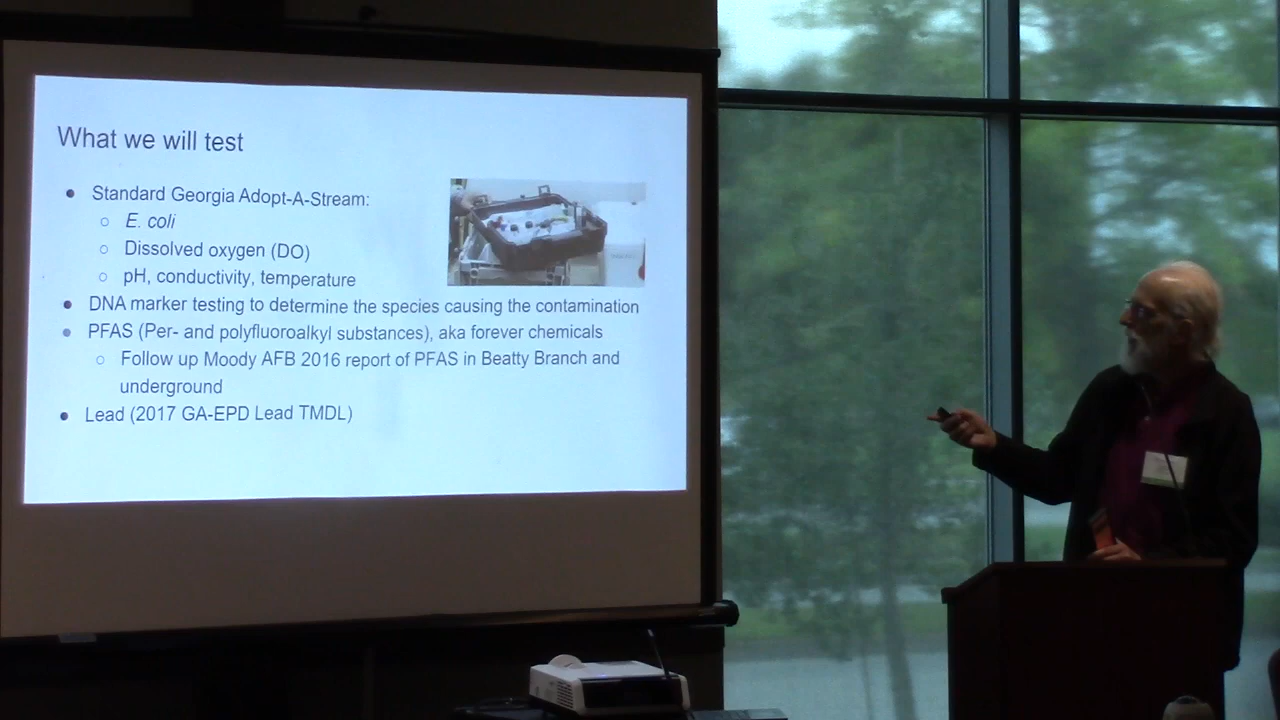 What we will test
● Standard Georgia Adopt-A-Stream:
○ E. coli
○ Dissolved oxygen (DO)
○ pH, conductivity, temperature
● DNA marker testing to determine the species causing the contamination
● PFAS (Per- and polyfluoroalkyl substances), aka forever chemicals
○ Follow up Moody AFB 2016 report of PFAS in Beatty Branch and
underground
● Lead (2017 GA-EPD Lead TMDL)